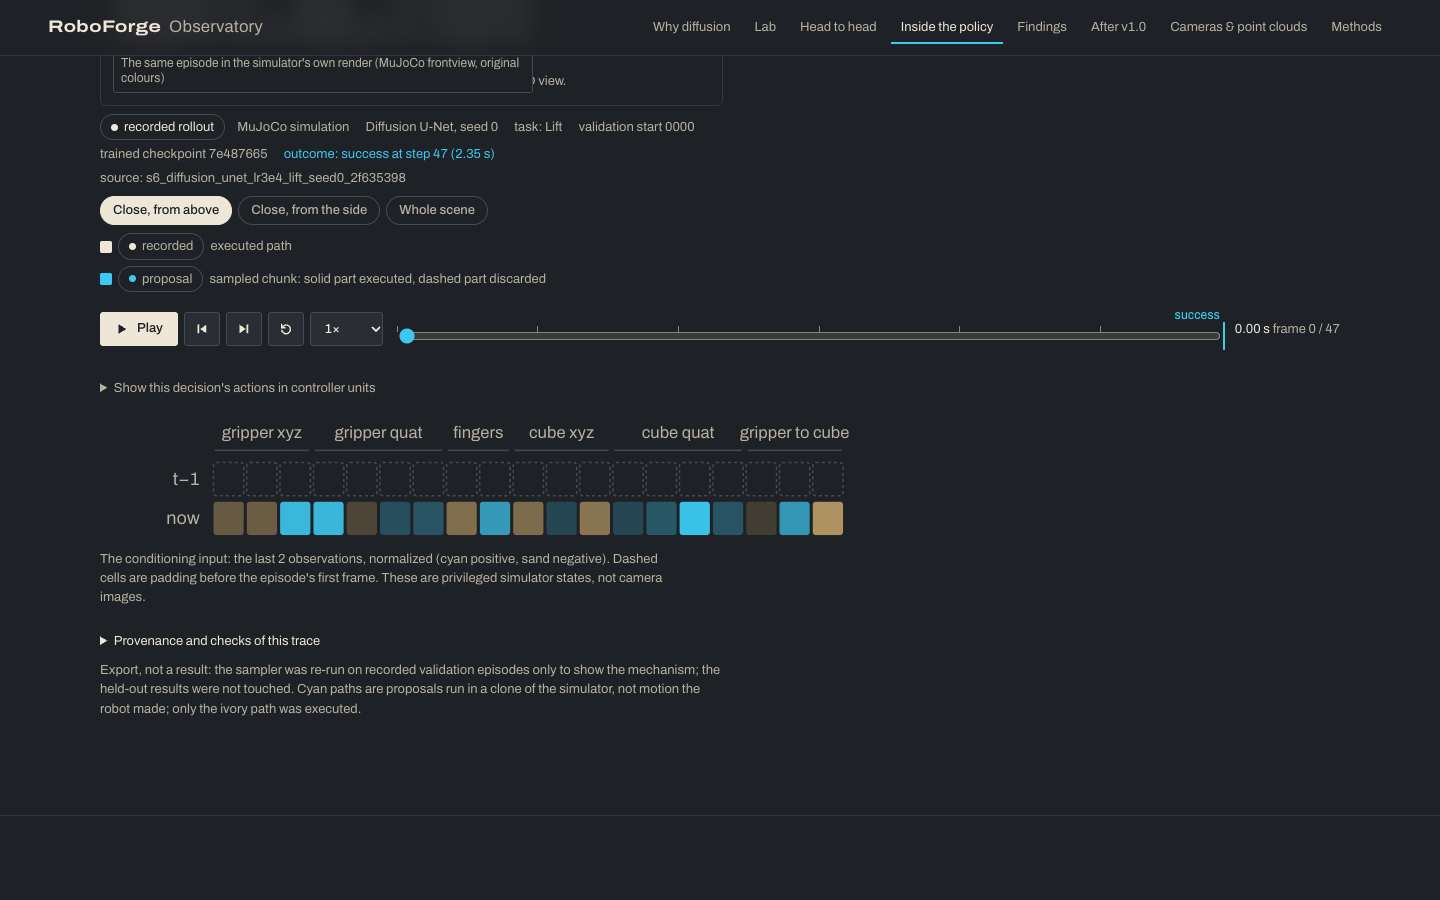 RoboForge Observatory
Why diffusion Lab Head to head Inside the policy Findings After v1.0 Cameras & point clouds Methods
The same episode in the simulator's own render (MuJoCo frontview, original
colours)
view.
recorded rollout MuJoCo simulation Diffusion U-Net, seed 0 task: Lift validation start 0000
trained checkpoint 7e487665 outcome: success at step 47 (2.35 s)
source: s6_diffusion_unet_lr3e4_lift_seed0_2f635398
Close, from above Close, from the side Whole scene
recorded executed path
proposal sampled chunk: solid part executed, dashed part discarded
success
Play 1× 0.00 s frame 0 / 47
Show this decision's actions in controller units
gripper xyz gripper quat fingers cube xyz cube quat gripper to cube
t−1
now
The conditioning input: the last 2 observations, normalized (cyan positive, sand negative). Dashed
cells are padding before the episode's first frame. These are privileged simulator states, not camera
images.
Provenance and checks of this trace
Export, not a result: the sampler was re-run on recorded validation episodes only to show the mechanism; the
held-out results were not touched. Cyan paths are proposals run in a clone of the simulator, not motion the
robot made; only the ivory path was executed.